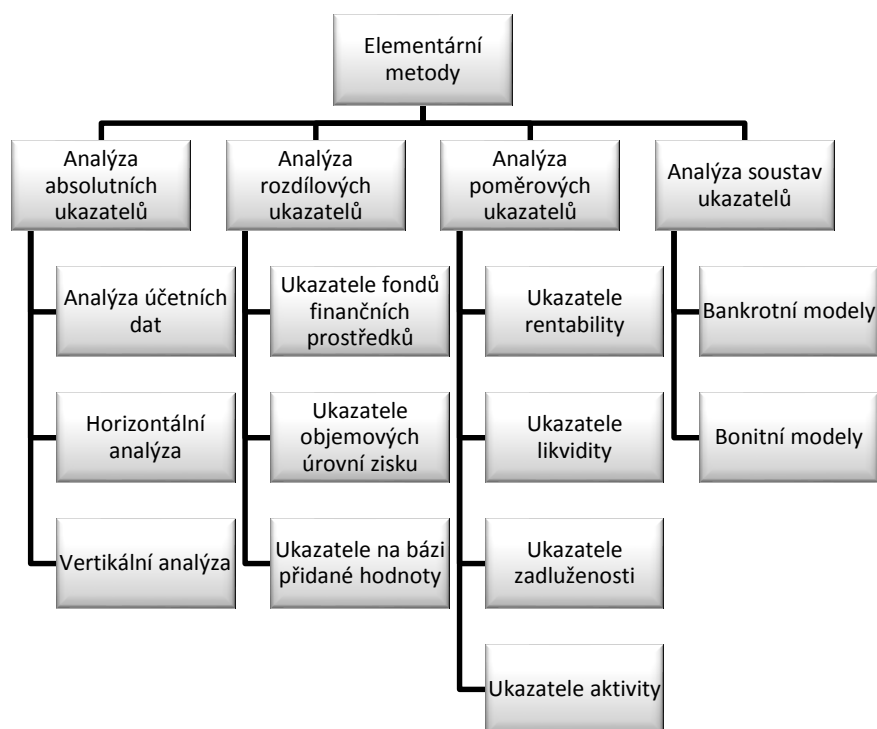 Elementární
metody
Analýza
absolutních
ukazatelů
Analýza
rozdílových
ukazatelů
Analýza
poměrových
ukazatelů
Analýza soustav
ukazatelů
Analýza účetních
dat
Horizontální
analýza
Vertikální analýza
Ukazatele fondů
finančních
prostředků
Ukazatele
objemových
úrovní zisku
Ukazatele na bázi
přidané hodnoty
Ukazatele
rentability
Ukazatele
likvidity
Ukazatele
zadluženosti
Ukazatele aktivity
Bankrotní modely
Bonitní modely